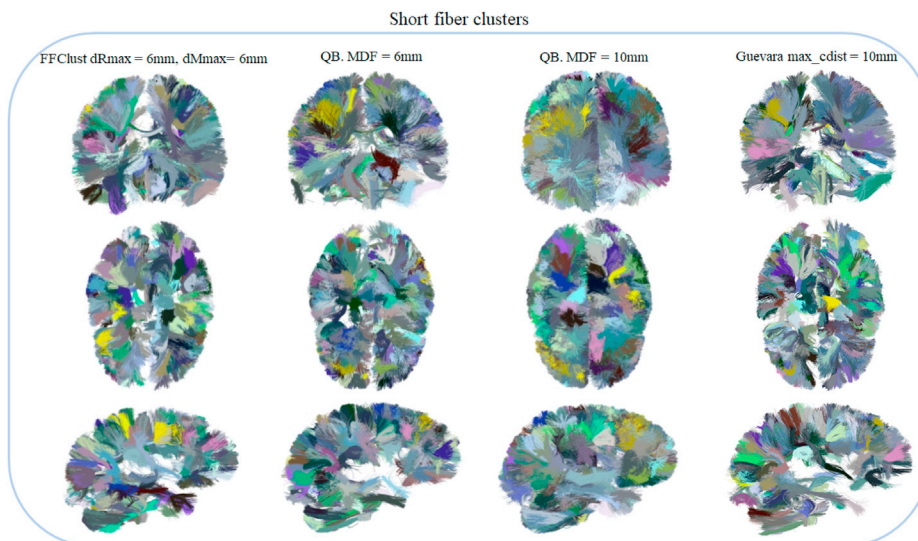 Short fiber clusters
FFClust dRmax = 6mm, dMmax= 6mm
QB. MDF = 6mm
QB. MDF = 10mm
Guevara max_cdist = 10mm